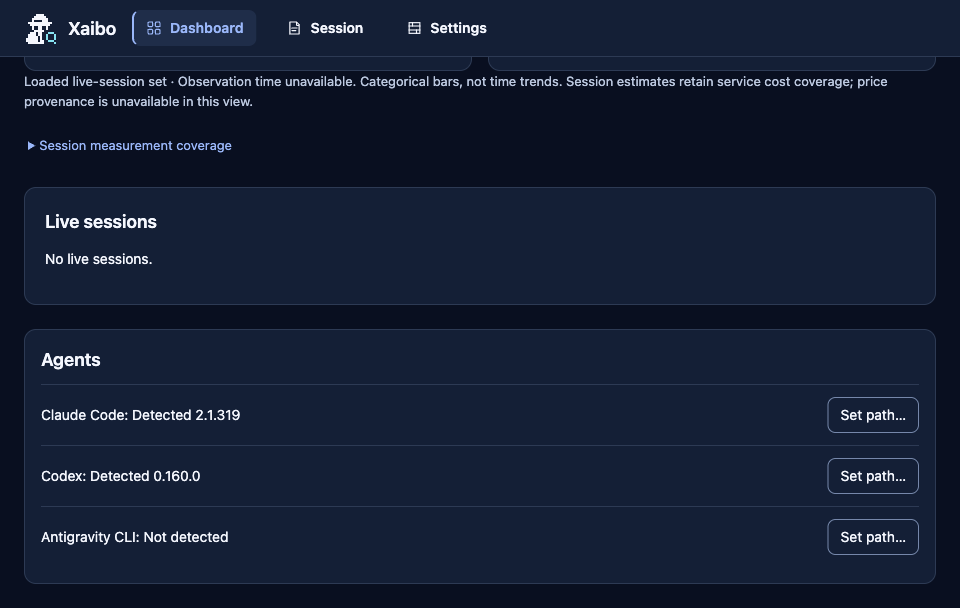 Xaibo
Dashboard
Session
Settings
Loaded live-session set · Observation time unavailable. Categorical bars, not time trends. Session estimates retain service cost coverage; price
provenance is unavailable in this view.
Session measurement coverage
Live sessions
No live sessions.
Agents
Claude Code: Detected 2.1.319
Set path...
Codex: Detected 0.160.0
Set path...
Antigravity CLI: Not detected
Set path...